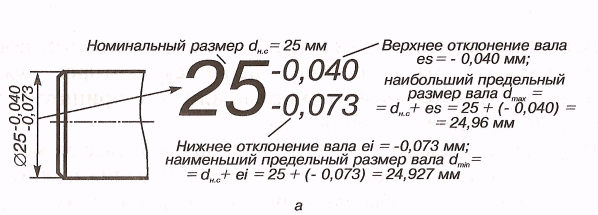 Номинальный размер dн.с = 25 мм
25 -0,040
-0,073
Верхнее отклонение вала
es = - 0,040 мм;
наибольший предельный
размер вала dmax =
= dн.с + es = 25 + (- 0,040) =
= 24,96 мм
⌀25 -0,040
-0,073
Нижнее отклонение вала ei = -0,073 мм;
наименьший предельный размер вала dmin =
= dн.с + ei = 25 + (- 0,073) = 24,927 мм
а